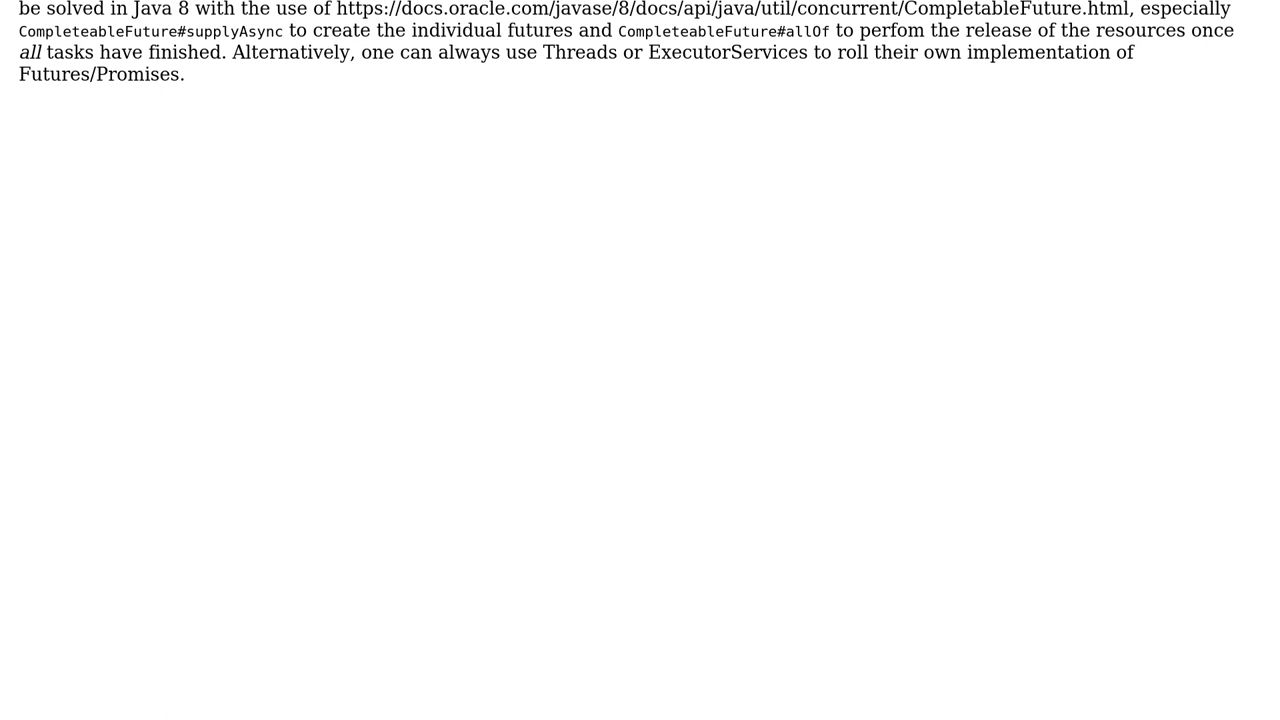 be solved in Java 8 with the use of https://docs.oracle.com/javase/8/docs/api/java/util/concurrent/CompletableFuture.html, especially
CompleteableFuture#supplyAsync to create the individual futures and CompleteableFuture#allOf to perfom the release of the resources once
all tasks have finished. Alternatively, one can always use Threads or ExecutorServices to roll their own implementation of
Futures/Promises.